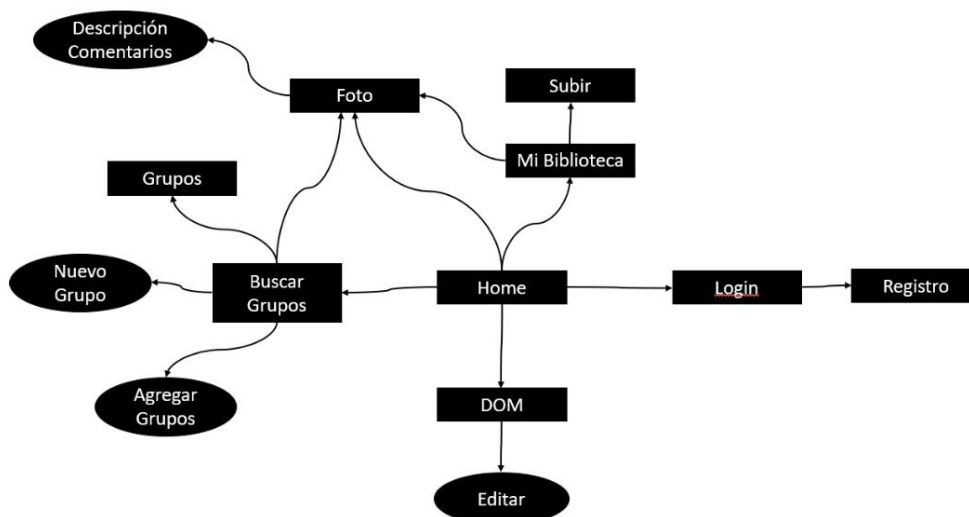 Descripción
Comentarios
Foto
Subir
Mi Biblioteca
Grupos
Nuevo
Grupo
Buscar
Grupos
Home
Login
Registro
Agregar
Grupos
DOM
Editar